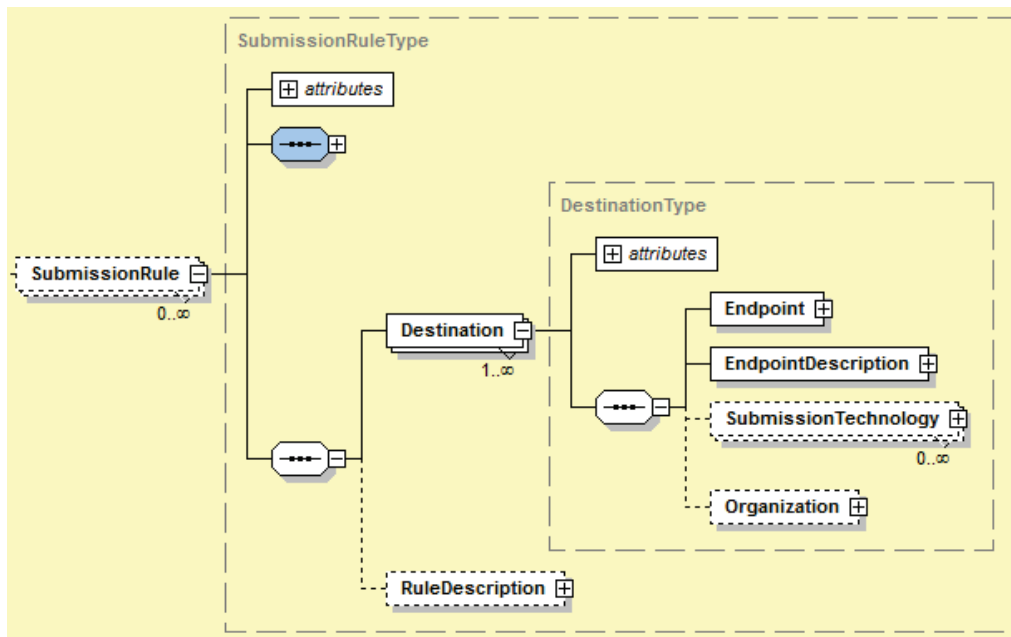 SubmissionRuleType
attributes
DestinationType
attributes
SubmissionRule
0..∞
Endpoint
Destination
1..∞
EndpointDescription
SubmissionTechnology
0..∞
Organization
RuleDescription